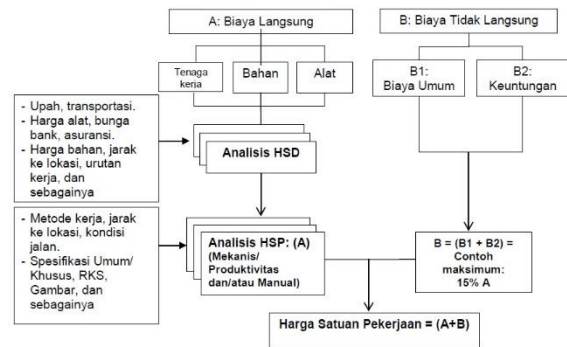 A: Biaya Langsung
B: Biaya Tidak Langsung
Tenaga
kerja
Bahan
Alat
B1:
Biaya Umum
B2:
Keuntungan
- Upah, transportasi.
- Harga alat, bunga
bank, asuransi.
- Harga bahan, jarak
ke lokasi, urutan
kerja, dan
sebagainya
Analisis HSD
- Metode kerja, jarak
ke lokasi, kondisi
jalan.
- Spesifikasi Umum/
Khusus, RKS,
Gambar, dan
sebagainya
Analisis HSP: (A)
(Mekanis/
Produktivitas
dan/atau Manual)
B = (B1 + B2) =
Contoh
maksimum:
15% A
Harga Satuan Pekerjaan = (A+B)